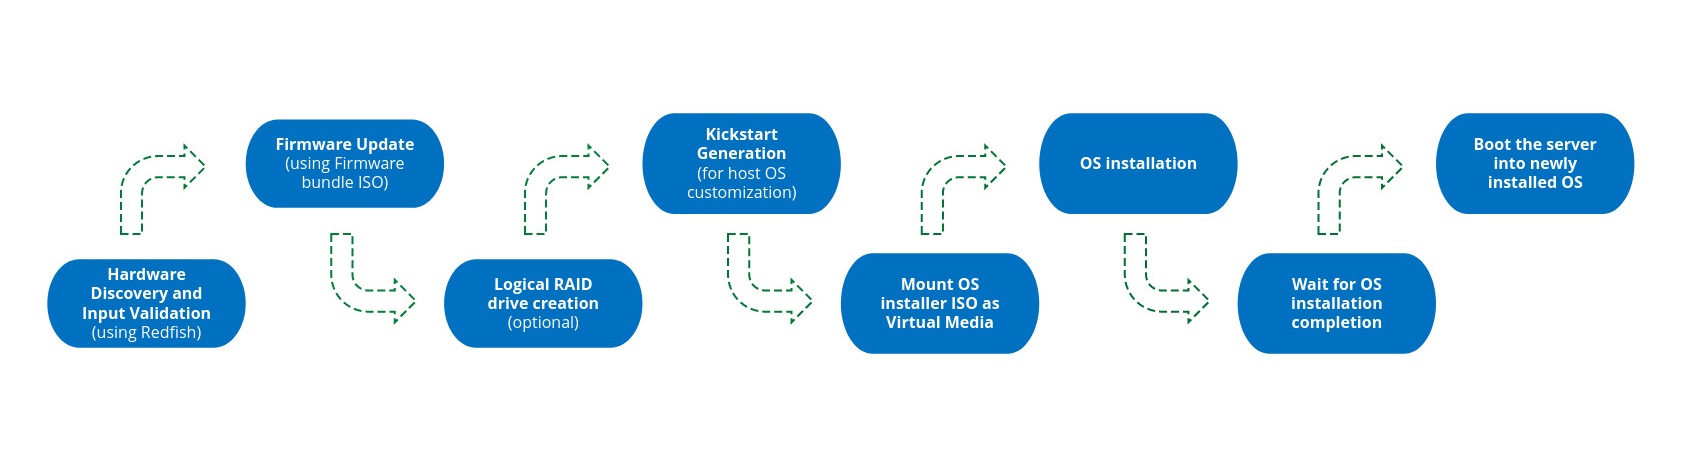 Hardware
Discovery and
Input Validation
(using Redfish)
Firmware Update
(using Firmware
bundle ISO)
Logical RAID
drive creation
(optional)
Kickstart
Generation
(for host OS
customization)
Mount OS
installer ISO as
Virtual Media
OS installation
Wait for OS
installation
completion
Boot the server
into newly
installed OS